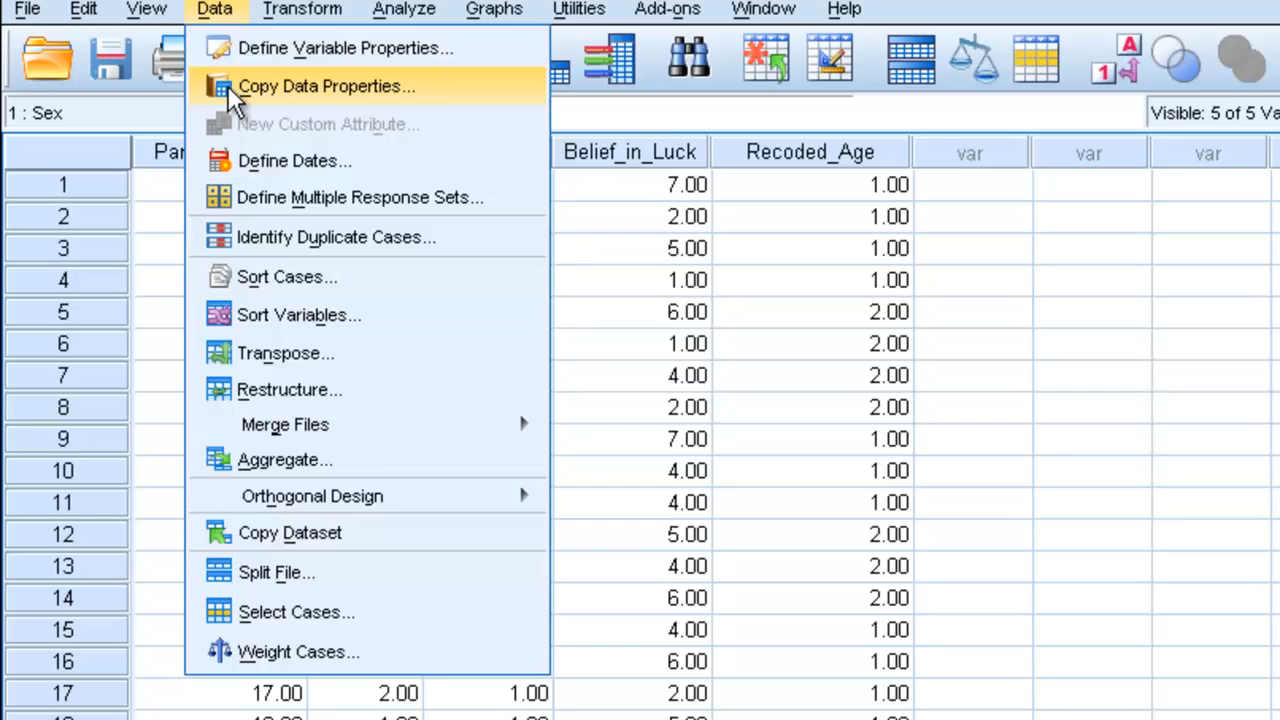 File Edit View Data Transform Analyze Graphs Utilities Add-ons Window Help
A
1
1 : Sex
Visible: 5 of 5 Va
Define Variable Properties...
Copy Data Properties...
New Custom Attribute...
Define Dates...
Define Multiple Response Sets...
Identify Duplicate Cases...
Sort Cases...
Sort Variables...
Transpose...
Restructure...
Merge Files
Aggregate...
Orthogonal Design
Copy Dataset
Split File...
Select Cases...
Weight Cases...
Par Belief_in_Luck Recoded_Age var var var
1 7.00 1.00
2 2.00 1.00
3 5.00 1.00
4 1.00 1.00
5 6.00 2.00
6 1.00 2.00
7 4.00 2.00
8 2.00 2.00
9 7.00 1.00
10 4.00 1.00
11 4.00 1.00
12 5.00 2.00
13 4.00 2.00
14 6.00 2.00
15 4.00 1.00
16 6.00 1.00
17 17.00 2.00 1.00 2.00 1.00